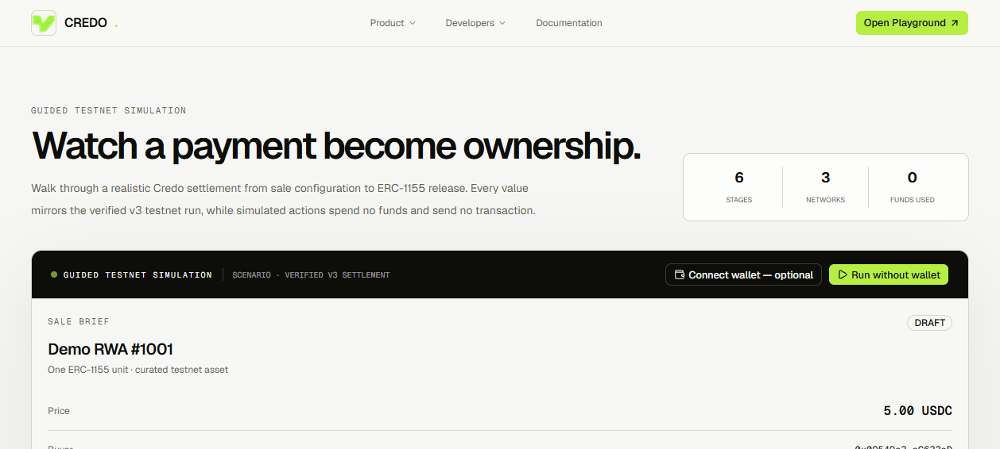 CREDO .
Product
Developers
Documentation
Open Playground
GUIDED TESTNET SIMULATION
Watch a payment become ownership.
Walk through a realistic Credo settlement from sale configuration to ERC-1155 release. Every value
mirrors the verified v3 testnet run, while simulated actions spend no funds and send no transaction.
6
STAGES
3
NETWORKS
0
FUNDS USED
GUIDED TESTNET SIMULATION
SCENARIO · VERIFIED V3 SETTLEMENT
Connect wallet — optional
Run without wallet
SALE BRIEF
DRAFT
Demo RWA #1001
One ERC-1155 unit · curated testnet asset
Price
5.00 USDC
Buyer